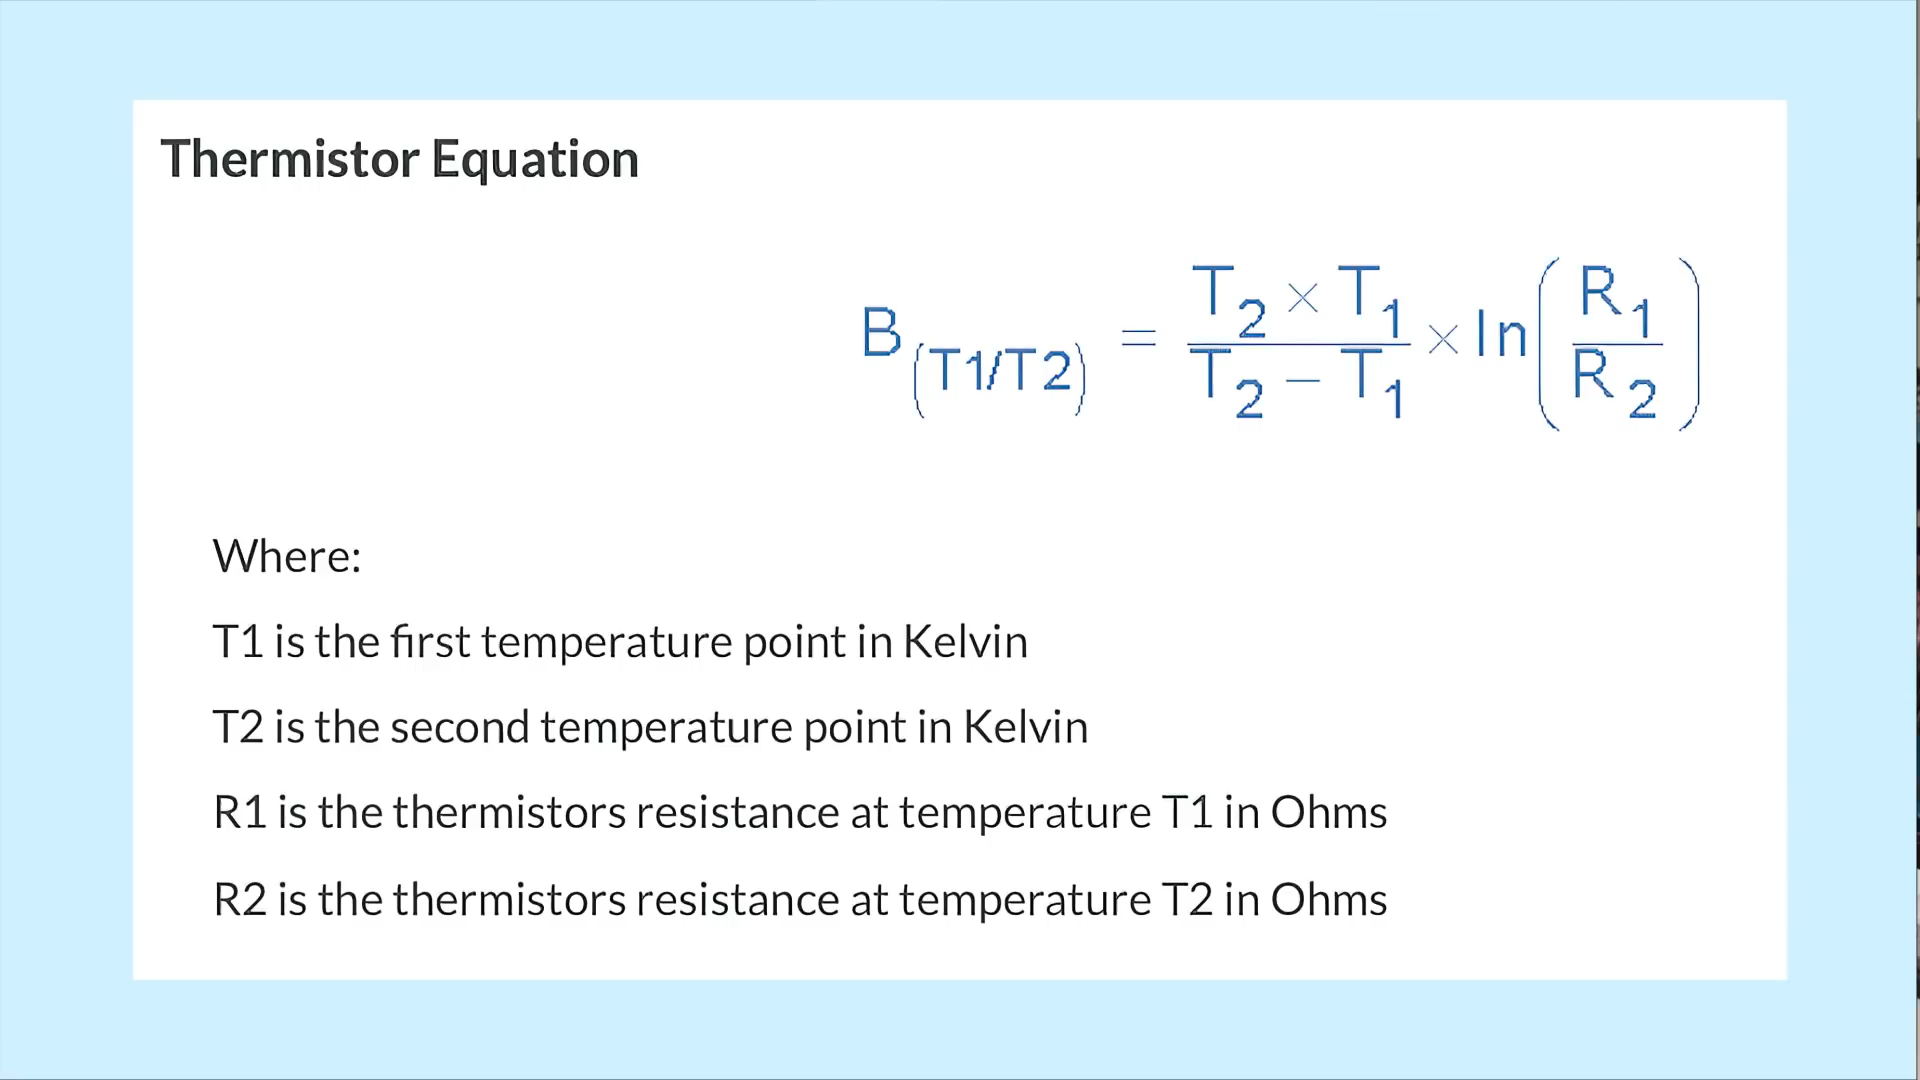 Thermistor Equation
B(T1/T2) = T2 × T1 / T2 − T1 × ln(R1 / R2)
Where:
T1 is the first temperature point in Kelvin
T2 is the second temperature point in Kelvin
R1 is the thermistors resistance at temperature T1 in Ohms
R2 is the thermistors resistance at temperature T2 in Ohms